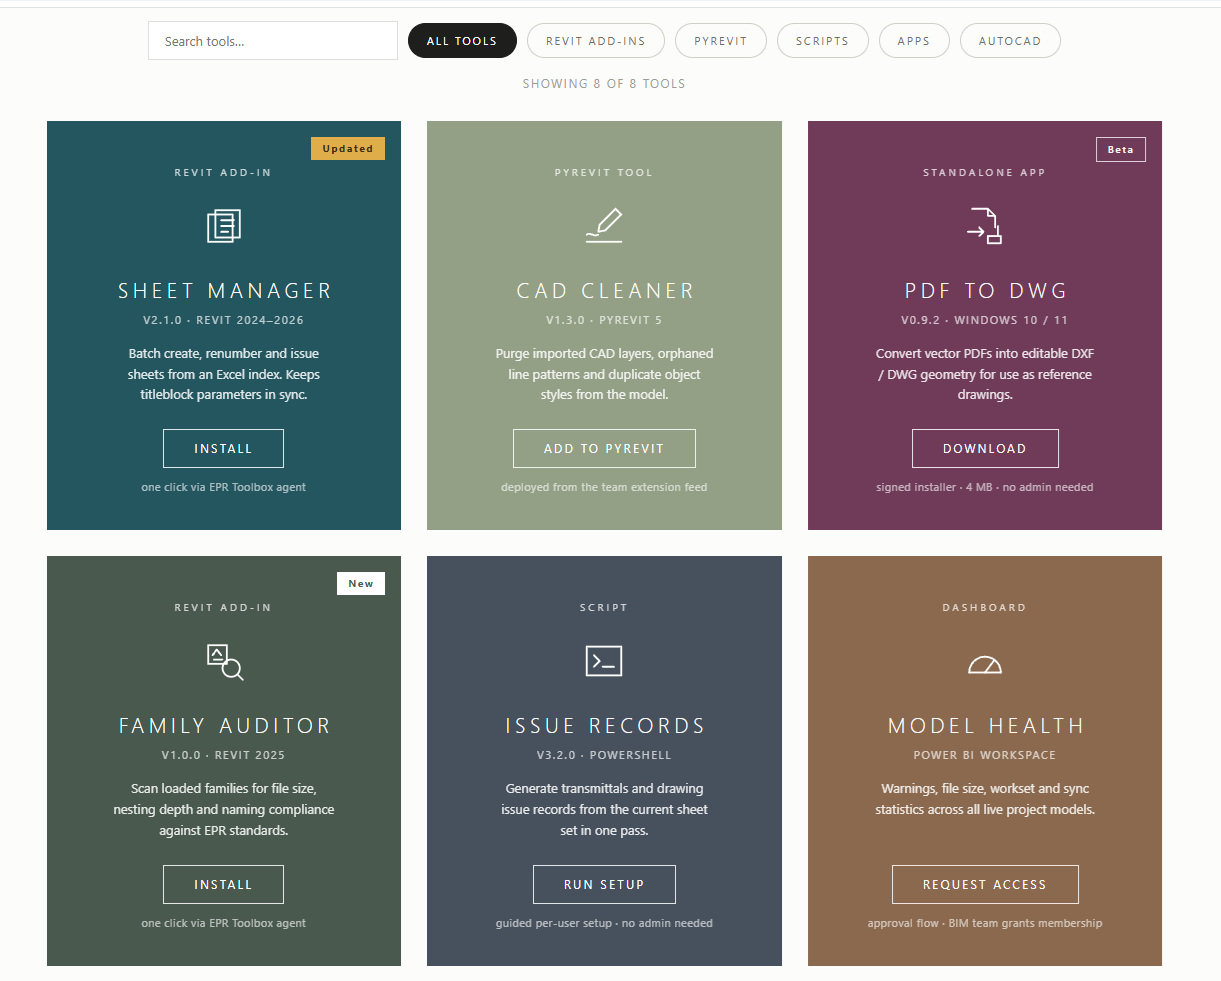 Search tools...
ALL TOOLS
REVIT ADD-INS
PYREVIT
SCRIPTS
APPS
AUTOCAD
SHOWING 8 OF 8 TOOLS
Updated
REVIT ADD-IN
SHEET MANAGER
V2.1.0 · REVIT 2024–2026
Batch create, renumber and issue
sheets from an Excel index. Keeps
titleblock parameters in sync.
INSTALL
one click via EPR Toolbox agent
PYREVIT TOOL
CAD CLEANER
V1.3.0 · PYREVIT 5
Purge imported CAD layers, orphaned
line patterns and duplicate object
styles from the model.
ADD TO PYREVIT
deployed from the team extension feed
Beta
STANDALONE APP
PDF TO DWG
V0.9.2 · WINDOWS 10 / 11
Convert vector PDFs into editable DXF
/ DWG geometry for use as reference
drawings.
DOWNLOAD
signed installer · 4 MB · no admin needed
New
REVIT ADD-IN
FAMILY AUDITOR
V1.0.0 · REVIT 2025
Scan loaded families for file size,
nesting depth and naming compliance
against EPR standards.
INSTALL
one click via EPR Toolbox agent
SCRIPT
ISSUE RECORDS
V3.2.0 · POWERSHELL
Generate transmittals and drawing
issue records from the current sheet
set in one pass.
RUN SETUP
guided per-user setup · no admin needed
DASHBOARD
MODEL HEALTH
POWER BI WORKSPACE
Warnings, file size, workset and sync
statistics across all live project models.
REQUEST ACCESS
approval flow · BIM team grants membership